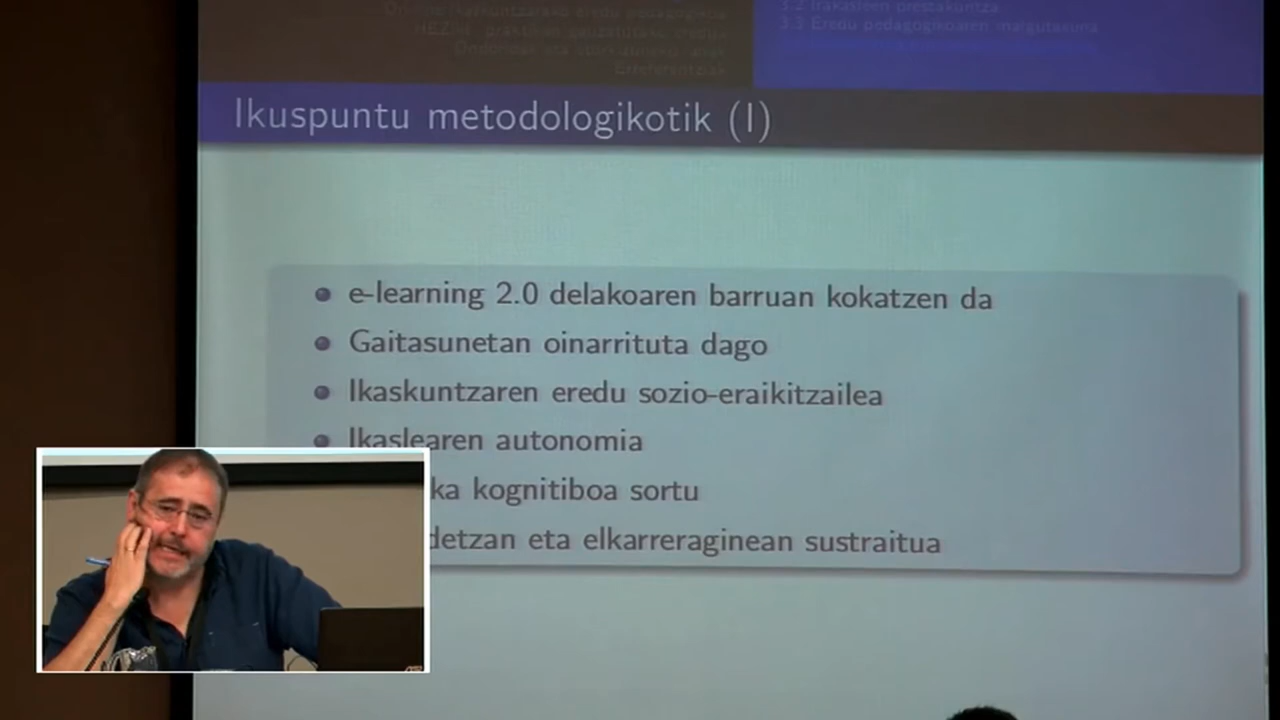 3.2 Irakasleen prestakuntza
3.3 Eredu pedagogikoaren malgutasuna
Erreferentziak
Ikuspuntu metodologikotik (I)
e-learning 2.0 delakoaren barruan kokatzen da
Gaitasunetan oinarrituta dago
Ikaskuntzaren eredu sozio-eraikitzailea
Ikaslearen autonomia
ka kognitiboa sortu
detzan eta elkarreraginean sustraitua